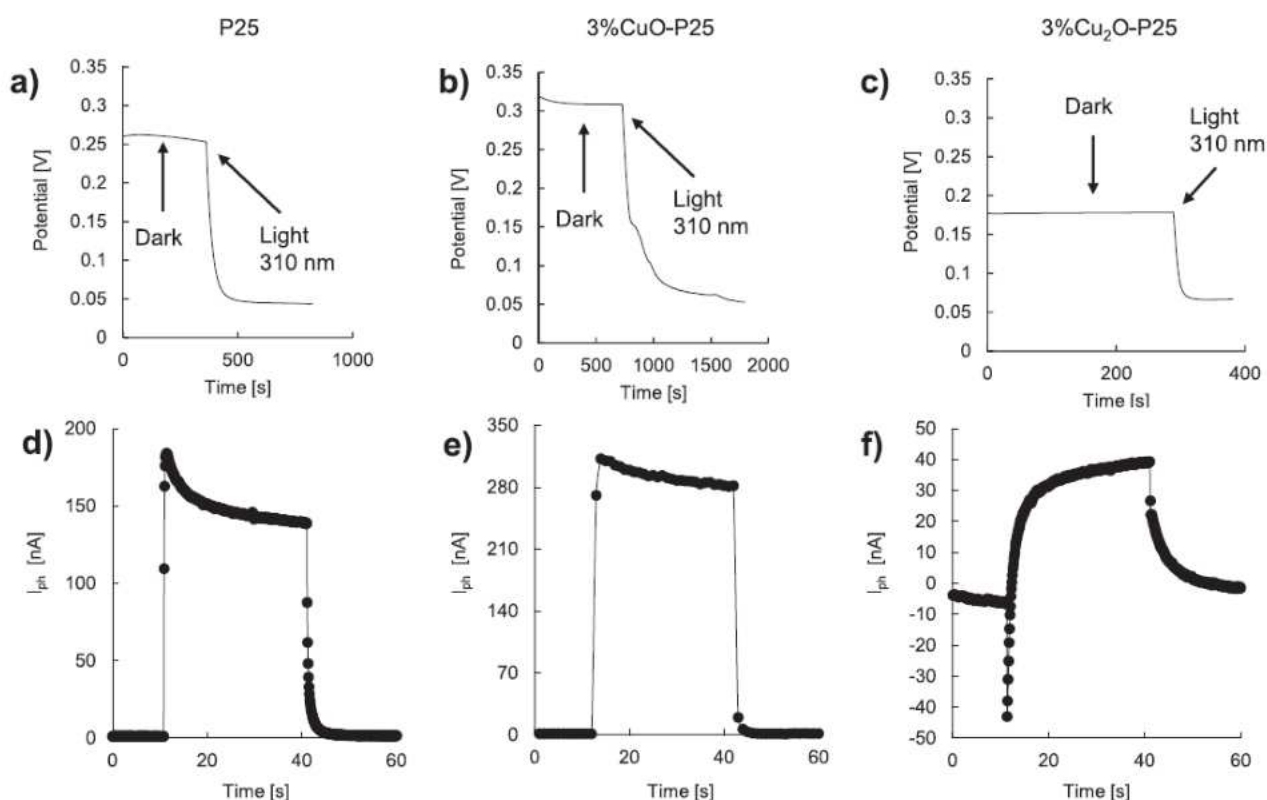 P25
3%CuO-P25
3%Cu₂O-P25
a)
0.35
0.3
0.25
0.2
0.15
0.1
0.05
0
Potential [V]
Dark
Light
310 nm
0
500
1000
Time [s]
b)
0.35
0.3
0.25
0.2
0.15
0.1
0.05
0
Potential [V]
Dark
Light
310 nm
0
500
1000
1500
2000
Time [s]
c)
0.35
0.3
0.25
0.2
0.15
0.1
0.05
0
Potential [V]
Dark
Light
310 nm
0
200
400
Time [s]
d)
200
150
100
50
0
I_ph [nA]
0
20
40
60
Time [s]
e)
350
280
210
140
70
0
I_ph [nA]
0
20
40
60
Time [s]
f)
50
40
30
20
10
0
-10
-20
-30
-40
-50
I_ph [nA]
0
20
40
60
Time [s]